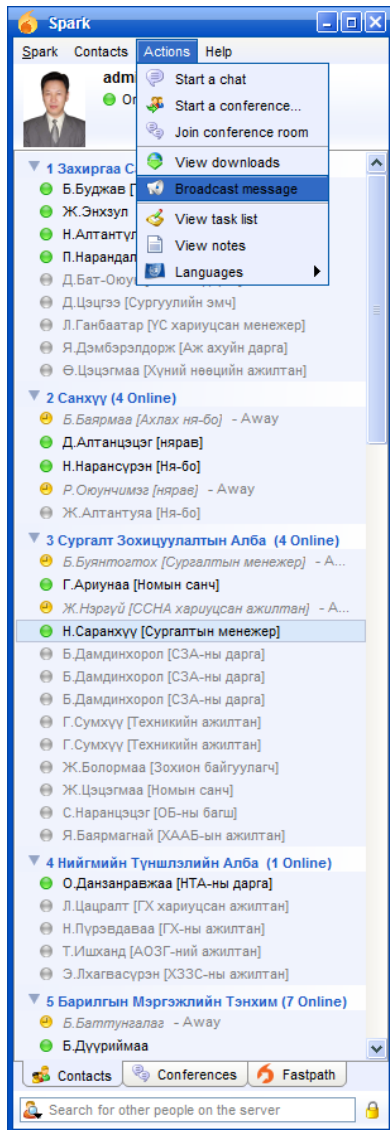 Spark
Spark Contacts Actions Help
admi
On
Start a chat
Start a conference...
Join conference room
View downloads
Broadcast message
View task list
View notes
Languages
1 Захиргаа С
Б.Буджав [
Ж.Энхзул
Н.Алтантул
П.Нарандал
Д.Бат-Оюу
Д.Цэцгээ [Сургуулийн эмч]
Л.Ганбаатар [ҮС хариуцсан менежер]
Я.Дэмбэрэлдорж [Аж ахуйн дарга]
Ө.Цэцэгмаа [Хүний нөөцийн ажилтан]
2 Санхүү (4 Online)
Б.Баярмаа [Ахлах ня-бо] - Away
Д.Алтанцэцэг [нярав]
Н.Нарансүрэн [Ня-бо]
Р.Оюунчимэг [нярав] - Away
Ж.Алтантуяа [Ня-бо]
3 Сургалт Зохицуулалтын Алба (4 Online)
Б.Буянтогтох [Сургалтын менежер] - A...
Г.Ариунаа [Номын санч]
Ж.Нэргүй [CCHA хариуцсан ажилтан] - A...
Н.Саранхүү [Сургалтын менежер]
Б.Дамдинхорол [СЗА-ны дарга]
Б.Дамдинхорол [СЗА-ны дарга]
Б.Дамдинхорол [СЗА-ны дарга]
Г.Сумхүү [Техникийн ажилтан]
Г.Сумхүү [Техникийн ажилтан]
Ж.Болормаа [Зохион байгуулагч]
Ж.Цэцэгмаа [Номын санч]
С.Наранцэцэг [ОБ-ны багш]
Я.Баярмагнай [ХААБ-ын ажилтан]
4 Нийгмийн Түншлэлийн Алба (1 Online)
О.Данзанравжаа [НТА-ны дарга]
Л.Цацралт [ГХ хариуцсан ажилтан]
Н.Пүрэвдаваа [ГХ-ны ажилтан]
Т.Ишханд [АОЗГ-ний ажилтан]
Э.Лхагвасүрэн [ХЗЗС-ны ажилтан]
5 Барилгын Мэргэжлийн Тэнхим (7 Online)
Б.Баттунгалаг - Away
Б.Дууриймаа
Contacts Conferences Fastpath
Search for other people on the server